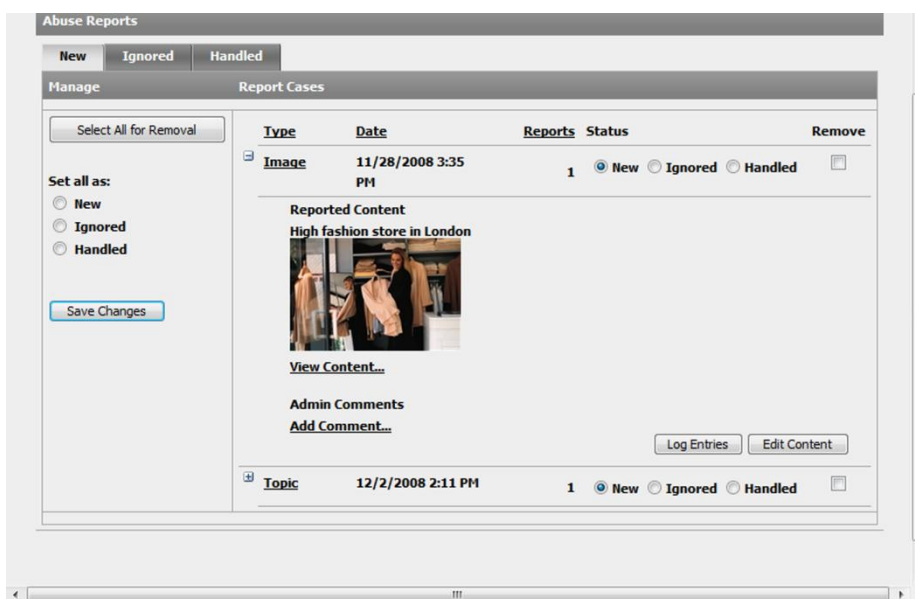 Abuse Reports
New Ignored Handled
Manage Report Cases
Select All for Removal
Type Date Reports Status Remove
Image 11/28/2008 3:35 PM 1 New Ignored Handled
Set all as:
New
Ignored
Handled
Save Changes
Reported Content
High fashion store in London
View Content...
Admin Comments
Add Comment...
Log Entries Edit Content
Topic 12/2/2008 2:11 PM 1 New Ignored Handled